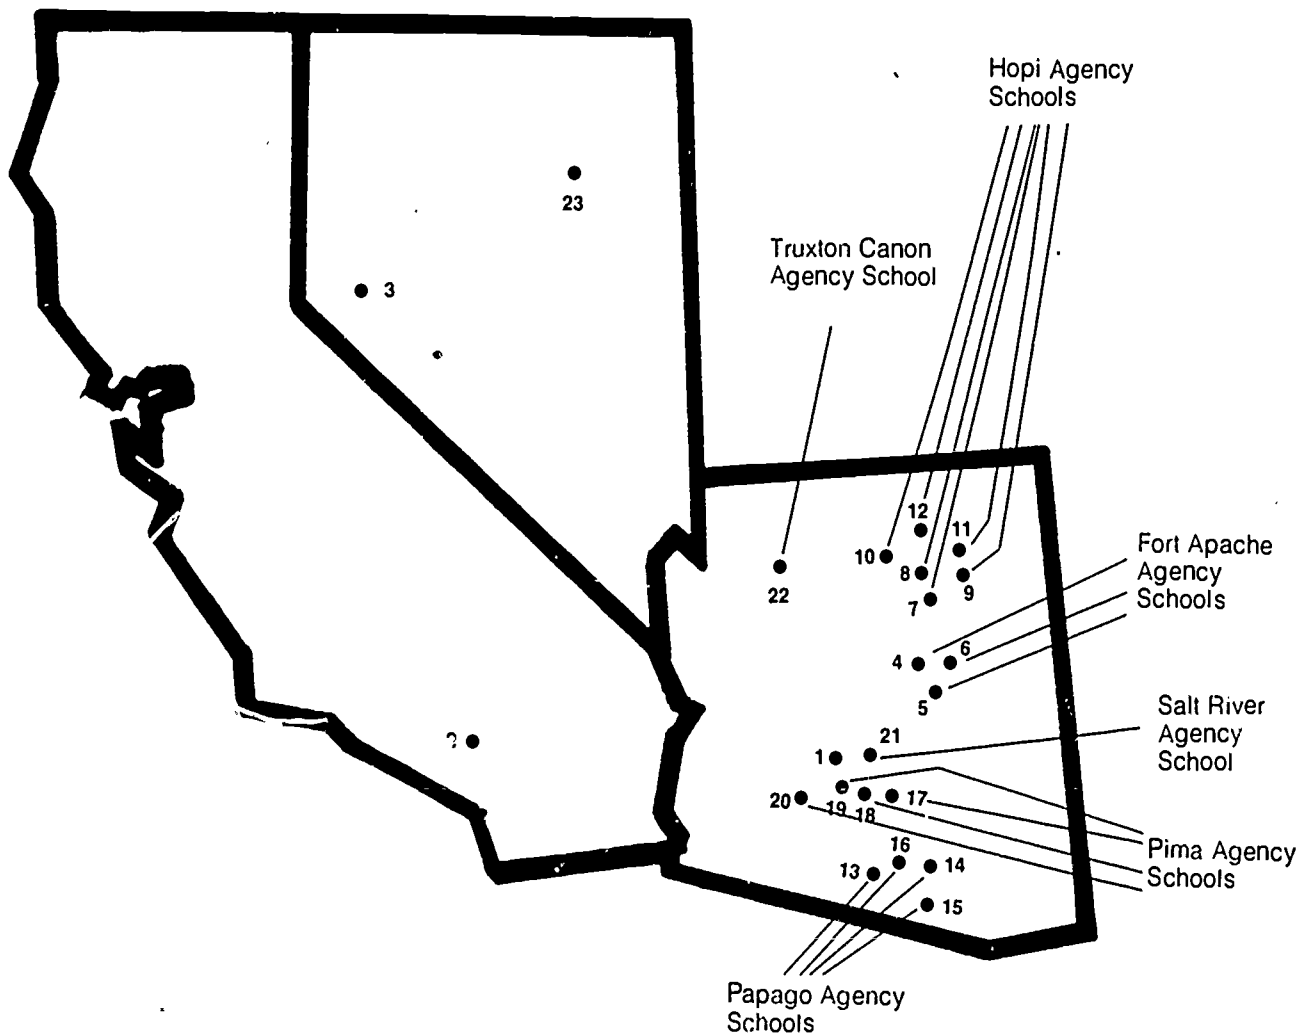 Hopi Agency
Schools
23
Truxton Canon
Agency School
3
12
11
10
8
9
22
7
Fort Apache
Agency
Schools
4
6
5
Salt River
Agency
School
21
1
20
19
18
17
16
13
14
15
Pima Agency
Schools
Papago Agency
Schools